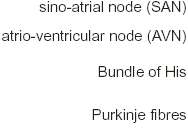 sino-atrial node (SAN)
atrio-ventricular node (AVN)
Bundle of His
Purkinje fibres